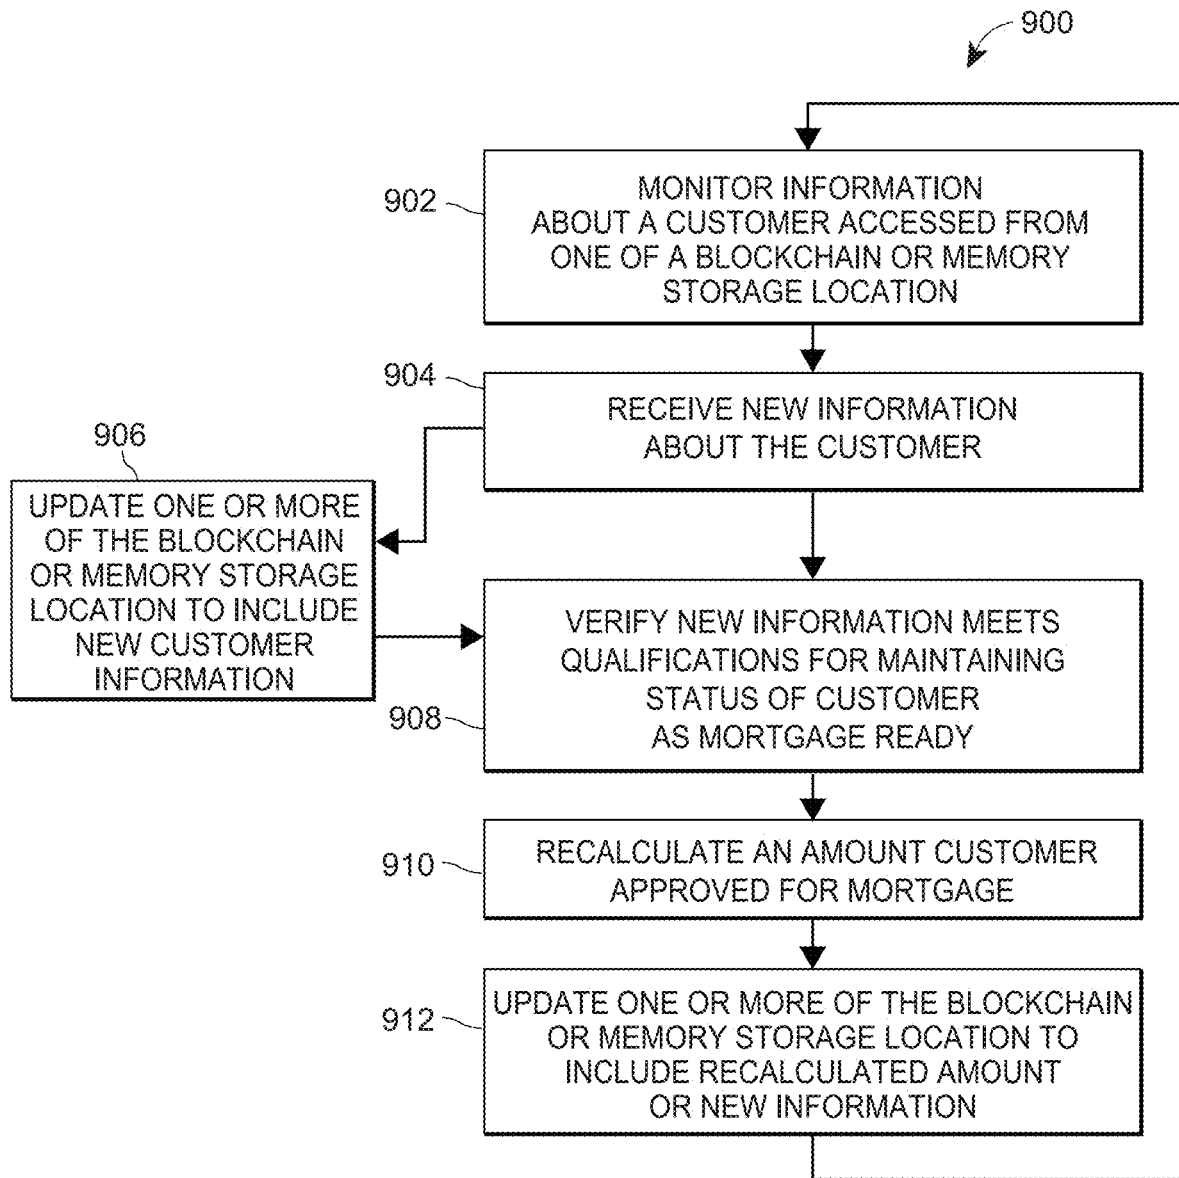 900
902
MONITOR INFORMATION
ABOUT A CUSTOMER ACCESSED FROM
ONE OF A BLOCKCHAIN OR MEMORY
STORAGE LOCATION
904
RECEIVE NEW INFORMATION
ABOUT THE CUSTOMER
906
UPDATE ONE OR MORE
OF THE BLOCKCHAIN
OR MEMORY STORAGE
LOCATION TO INCLUDE
NEW CUSTOMER
INFORMATION
908
VERIFY NEW INFORMATION MEETS
QUALIFICATIONS FOR MAINTAINING
STATUS OF CUSTOMER
AS MORTGAGE READY
910
RECALCULATE AN AMOUNT CUSTOMER
APPROVED FOR MORTGAGE
912
UPDATE ONE OR MORE OF THE BLOCKCHAIN
OR MEMORY STORAGE LOCATION TO
INCLUDE RECALCULATED AMOUNT
OR NEW INFORMATION